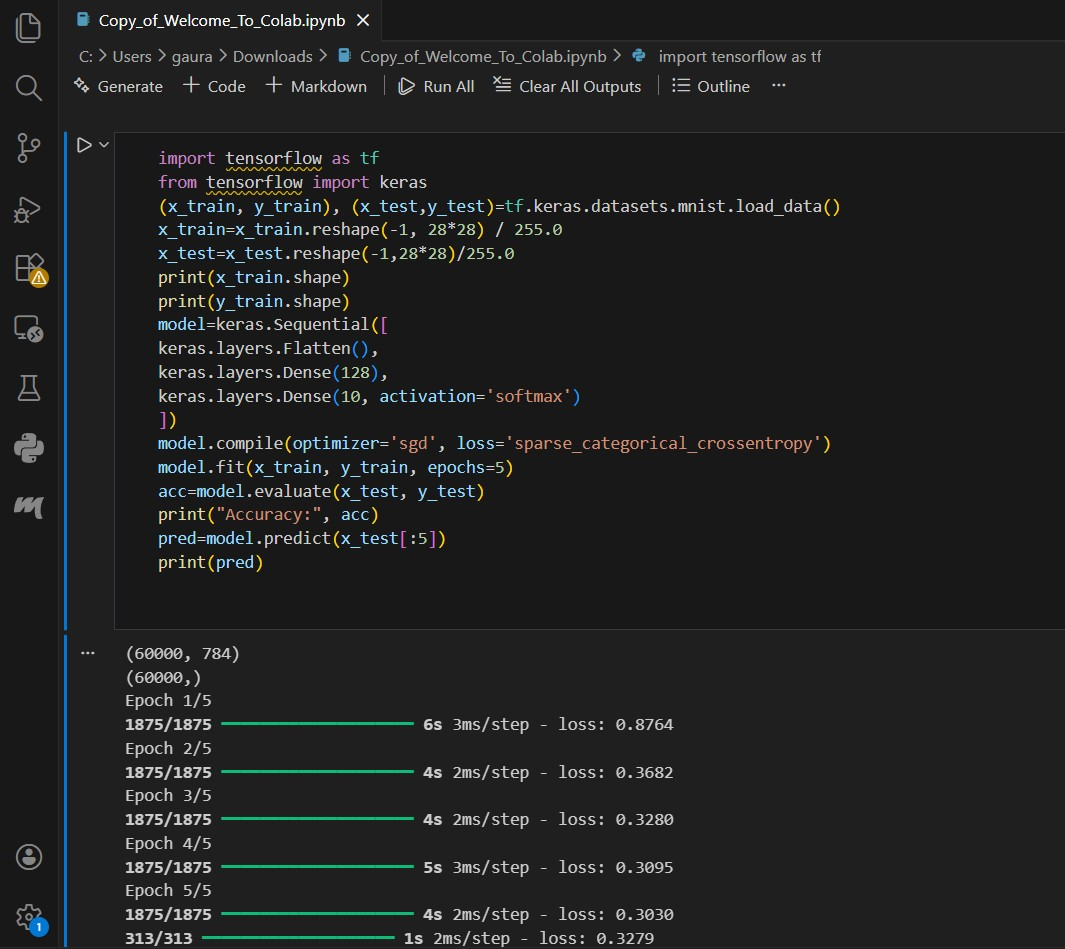 Copy_of_Welcome_To_Colab.ipynb
C: > Users > gaura > Downloads > Copy_of_Welcome_To_Colab.ipynb > import tensorflow as tf
Generate + Code + Markdown Run All Clear All Outputs Outline ...
import tensorflow as tf
from tensorflow import keras
(x_train, y_train), (x_test,y_test)=tf.keras.datasets.mnist.load_data()
x_train=x_train.reshape(-1, 28*28) / 255.0
x_test=x_test.reshape(-1,28*28)/255.0
print(x_train.shape)
print(y_train.shape)
model=keras.Sequential([
keras.layers.Flatten(),
keras.layers.Dense(128),
keras.layers.Dense(10, activation='softmax')
])
model.compile(optimizer='sgd', loss='sparse_categorical_crossentropy')
model.fit(x_train, y_train, epochs=5)
acc=model.evaluate(x_test, y_test)
print("Accuracy:", acc)
pred=model.predict(x_test[:5])
print(pred)
... (60000, 784)
(60000,)
Epoch 1/5
1875/1875 6s 3ms/step - loss: 0.8764
Epoch 2/5
1875/1875 4s 2ms/step - loss: 0.3682
Epoch 3/5
1875/1875 4s 2ms/step - loss: 0.3280
Epoch 4/5
1875/1875 5s 3ms/step - loss: 0.3095
Epoch 5/5
1875/1875 4s 2ms/step - loss: 0.3030
1
313/313 1s 2ms/step - loss: 0.3279